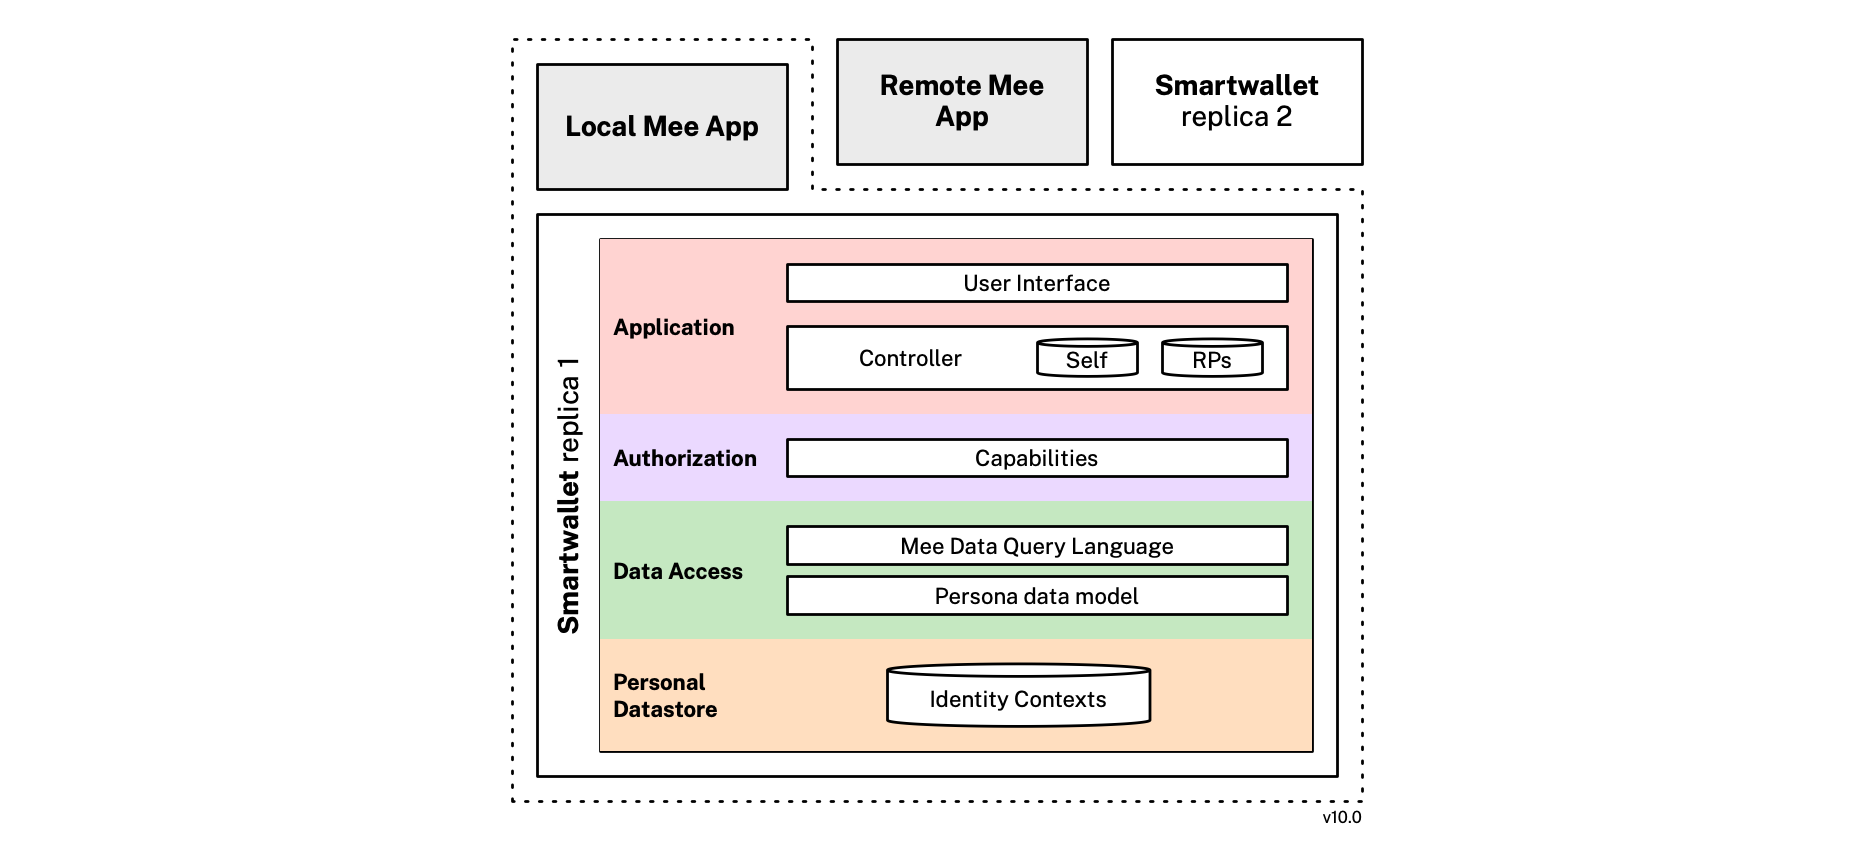 Local Mee App
Remote Mee
App
Smartwallet
replica 2
Smartwallet replica 1
Application
User Interface
Controller
Self
RPs
Authorization
Capabilities
Data Access
Mee Data Query Language
Persona data model
Personal
Datastore
Identity Contexts
v10.0